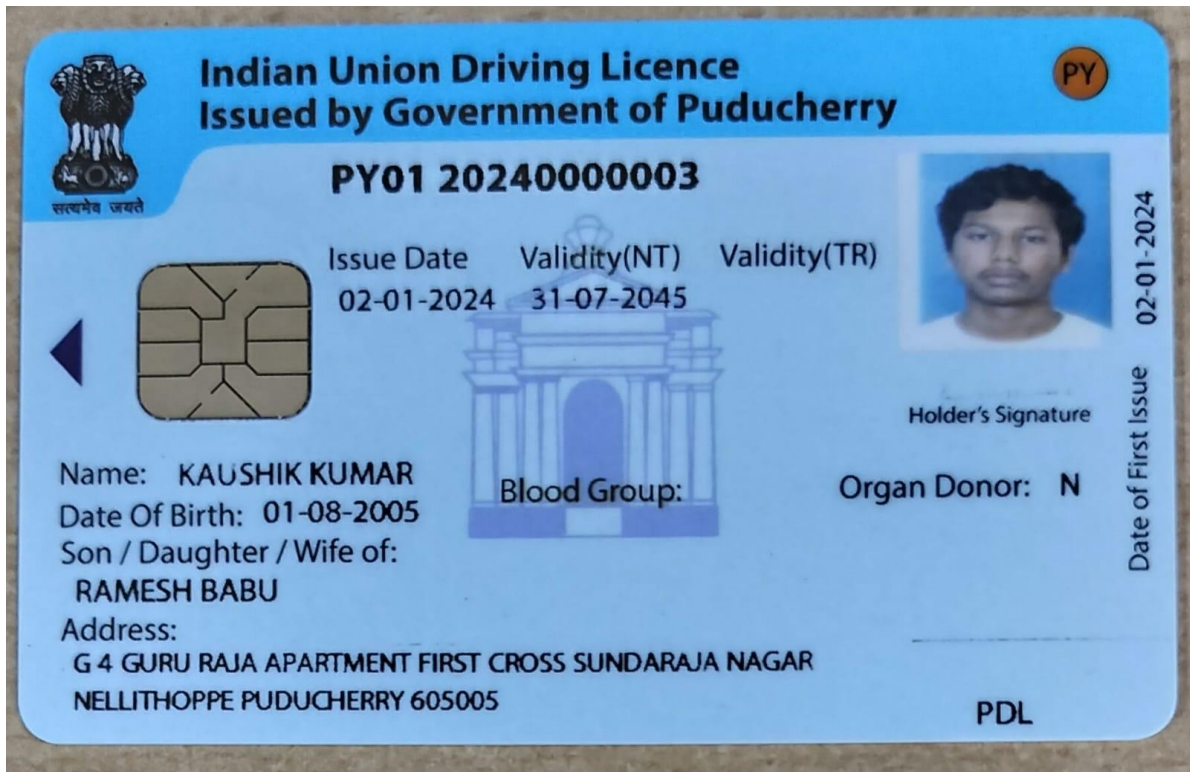 Indian Union Driving Licence
Issued by Government of Puducherry
PY
सत्यमेव जयते
PY01 20240000003
Issue Date Validity(NT) Validity(TR)
02-01-2024 31-07-2045
Holder's Signature
Date of First Issue 02-01-2024
Name: KAUSHIK KUMAR
Blood Group:
Organ Donor: N
Date Of Birth: 01-08-2005
Son / Daughter / Wife of:
RAMESH BABU
Address:
G 4 GURU RAJA APARTMENT FIRST CROSS SUNDARAJA NAGAR
NELLITHOPPE PUDUCHERRY 605005
PDL